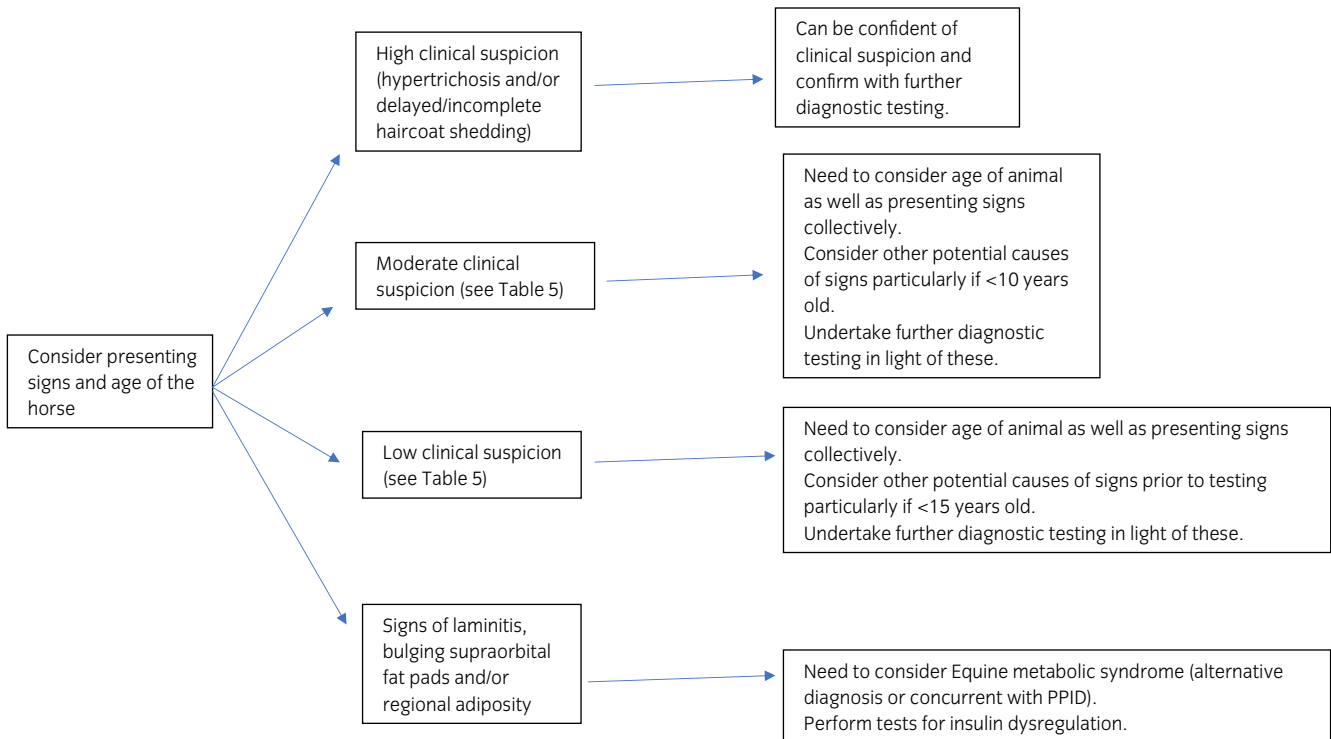 Consider presenting
signs and age of the
horse
High clinical suspicion
(hypertrichosis and/or
delayed/incomplete
haircoat shedding)
Can be confident of
clinical suspicion and
confirm with further
diagnostic testing.
Moderate clinical
suspicion (see Table 5)
Need to consider age of animal
as well as presenting signs
collectively.
Consider other potential causes
of signs particularly if <10 years
old.
Undertake further diagnostic
testing in light of these.
Low clinical suspicion
(see Table 5)
Need to consider age of animal as well as presenting signs
collectively.
Consider other potential causes of signs prior to testing
particularly if <15 years old.
Undertake further diagnostic testing in light of these.
Signs of laminitis,
bulging supraorbital
fat pads and/or
regional adiposity
Need to consider Equine metabolic syndrome (alternative
diagnosis or concurrent with PPID).
Perform tests for insulin dysregulation.